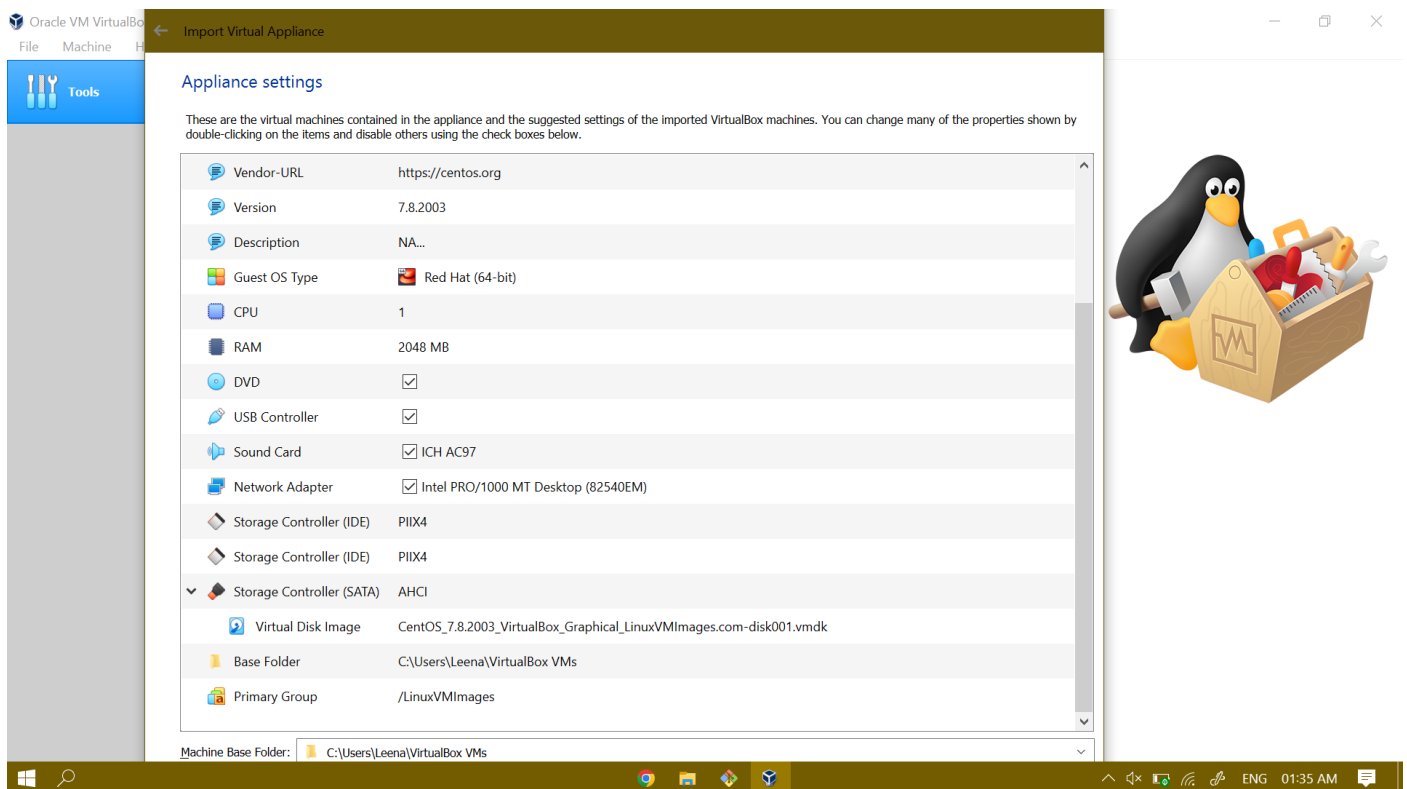 Oracle VM VirtualBo
File Machine H
Tools
Import Virtual Appliance
Appliance settings
These are the virtual machines contained in the appliance and the suggested settings of the imported VirtualBox machines. You can change many of the properties shown by
double-clicking on the items and disable others using the check boxes below.
Vendor-URL https://centos.org
Version 7.8.2003
Description NA...
Guest OS Type Red Hat (64-bit)
CPU 1
RAM 2048 MB
DVD
USB Controller
Sound Card ICH AC97
Network Adapter Intel PRO/1000 MT Desktop (82540EM)
Storage Controller (IDE) PIIX4
Storage Controller (IDE) PIIX4
Storage Controller (SATA) AHCI
Virtual Disk Image CentOS_7.8.2003_VirtualBox_Graphical_LinuxVMImages.com-disk001.vmdk
Base Folder C:\Users\Leena\VirtualBox VMs
Primary Group /LinuxVMImages
Machine Base Folder: C:\Users\Leena\VirtualBox VMs
ENG 01:35 AM